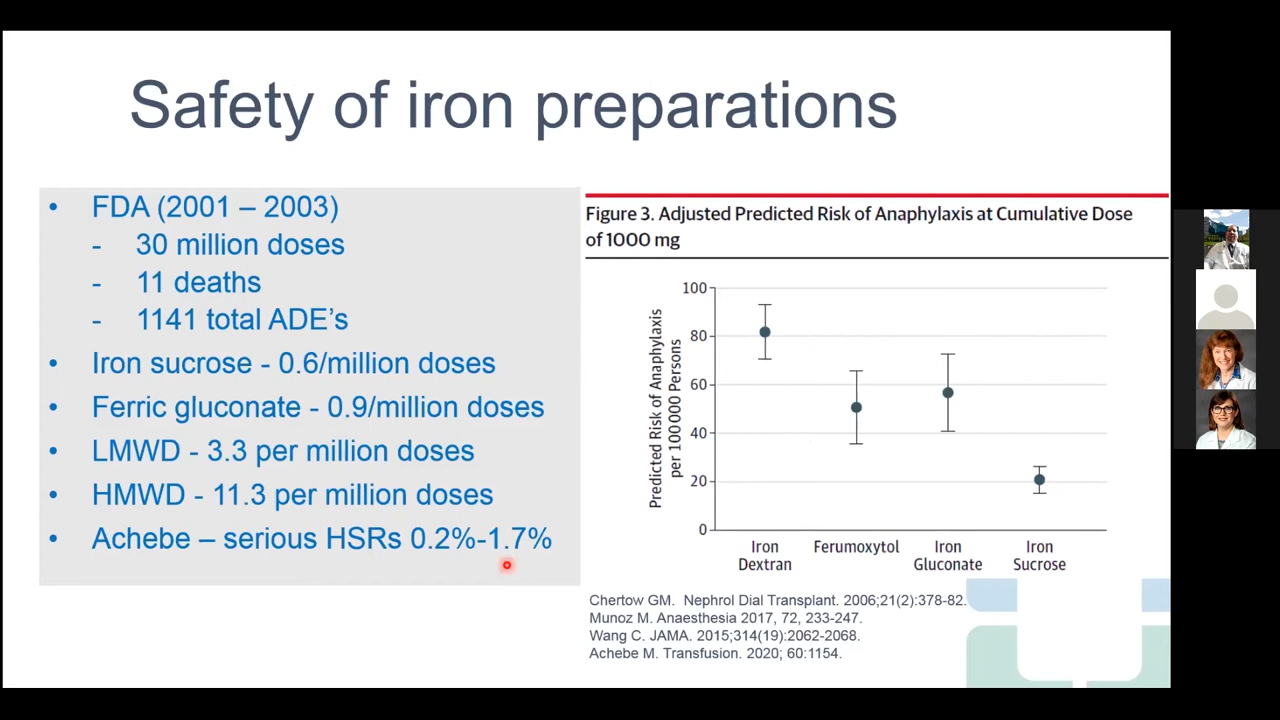 Safety of iron preparations
• FDA (2001 – 2003)
- 30 million doses
- 11 deaths
- 1141 total ADE’s
• Iron sucrose - 0.6/million doses
• Ferric gluconate - 0.9/million doses
• LMWD - 3.3 per million doses
• HMWD - 11.3 per million doses
• Achebe – serious HSRs 0.2%-1.7%
Figure 3. Adjusted Predicted Risk of Anaphylaxis at Cumulative Dose
of 1000 mg
Predicted Risk of Anaphylaxis
per 100 000 Persons
100
80
60
40
20
0
Iron
Dextran
Ferumoxytol
Iron
Gluconate
Iron
Sucrose
Chertow GM. Nephrol Dial Transplant. 2006;21(2):378-82.
Munoz M. Anaesthesia 2017, 72, 233-247.
Wang C. JAMA. 2015;314(19):2062-2068.
Achebe M. Transfusion. 2020; 60:1154.